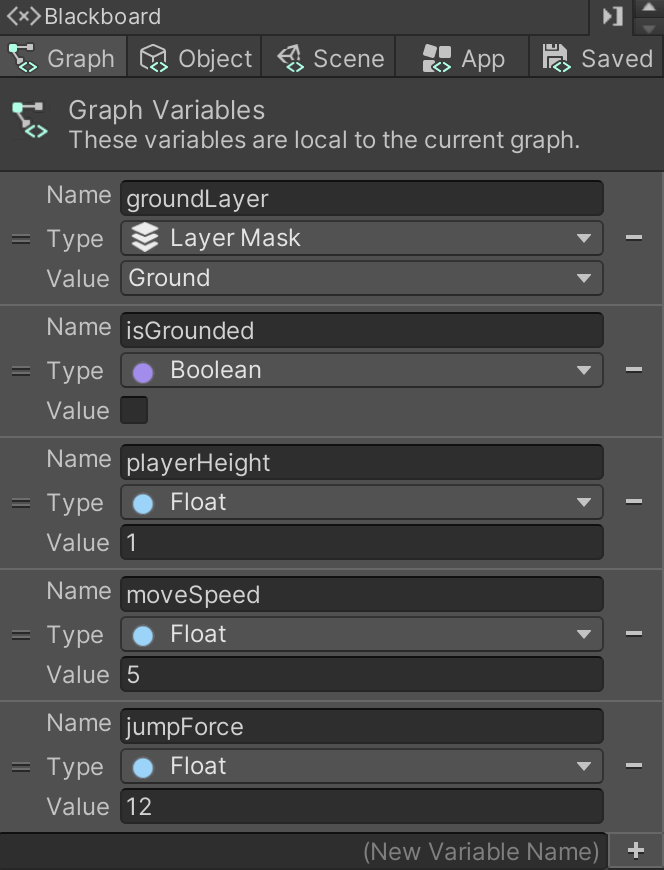 Blackboard
Graph Object Scene App Saved
Graph Variables
These variables are local to the current graph.
Name groundLayer
Type Layer Mask
Value Ground
Name isGrounded
Type Boolean
Value
Name playerHeight
Type Float
Value 1
Name moveSpeed
Type Float
Value 5
Name jumpForce
Type Float
Value 12
(New Variable Name)